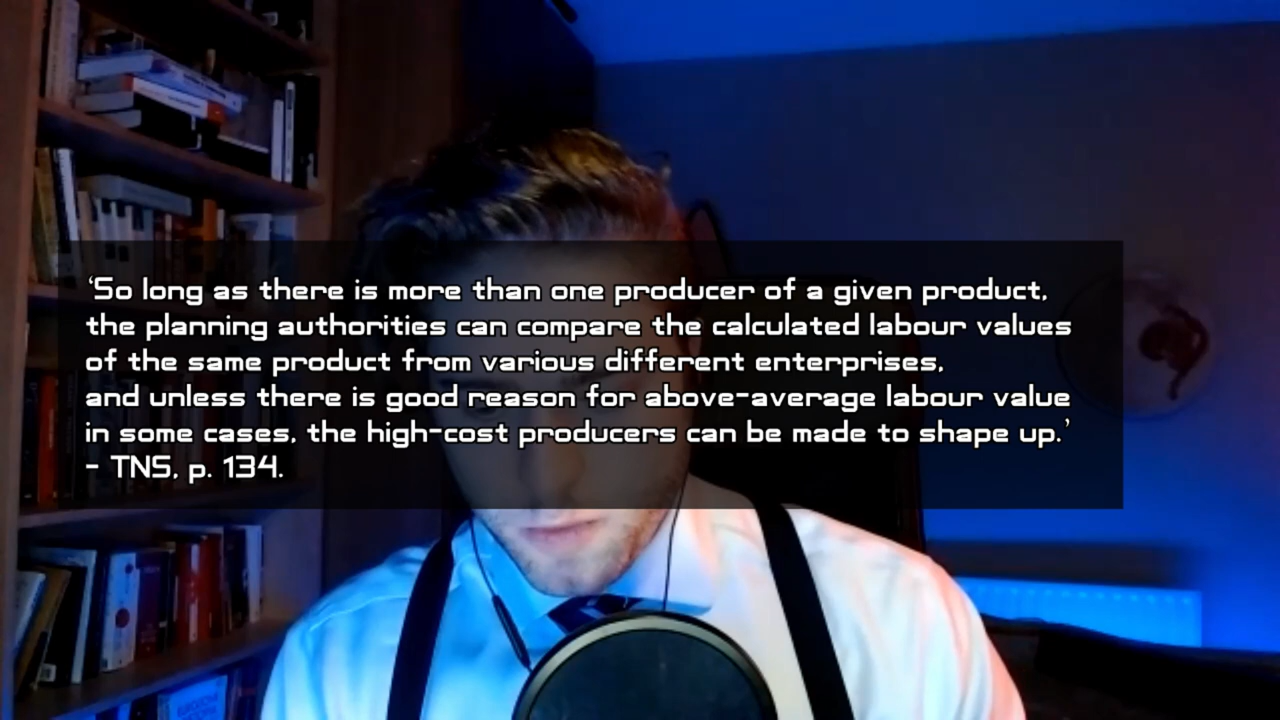 ‘So long as there is more than one producer of a given product,
the planning authorities can compare the calculated labour values
of the same product from various different enterprises,
and unless there is good reason for above-average labour value
in some cases, the high-cost producers can be made to shape up.’
- TNS, p. 134.